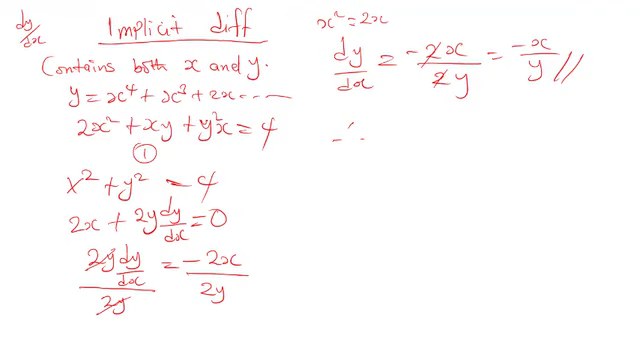 dy/dx Implicit diff
Contains both x and y.
y = x⁴ + x³ + 2x ------
2x² + xy + y²x = 4
①
x² + y² = 4
2x + 2y dy/dx = 0
2y dy/dx / 2y = -2x / 2y
x² = 2x
dy/dx = -2x / 2y = -x / y //
∴